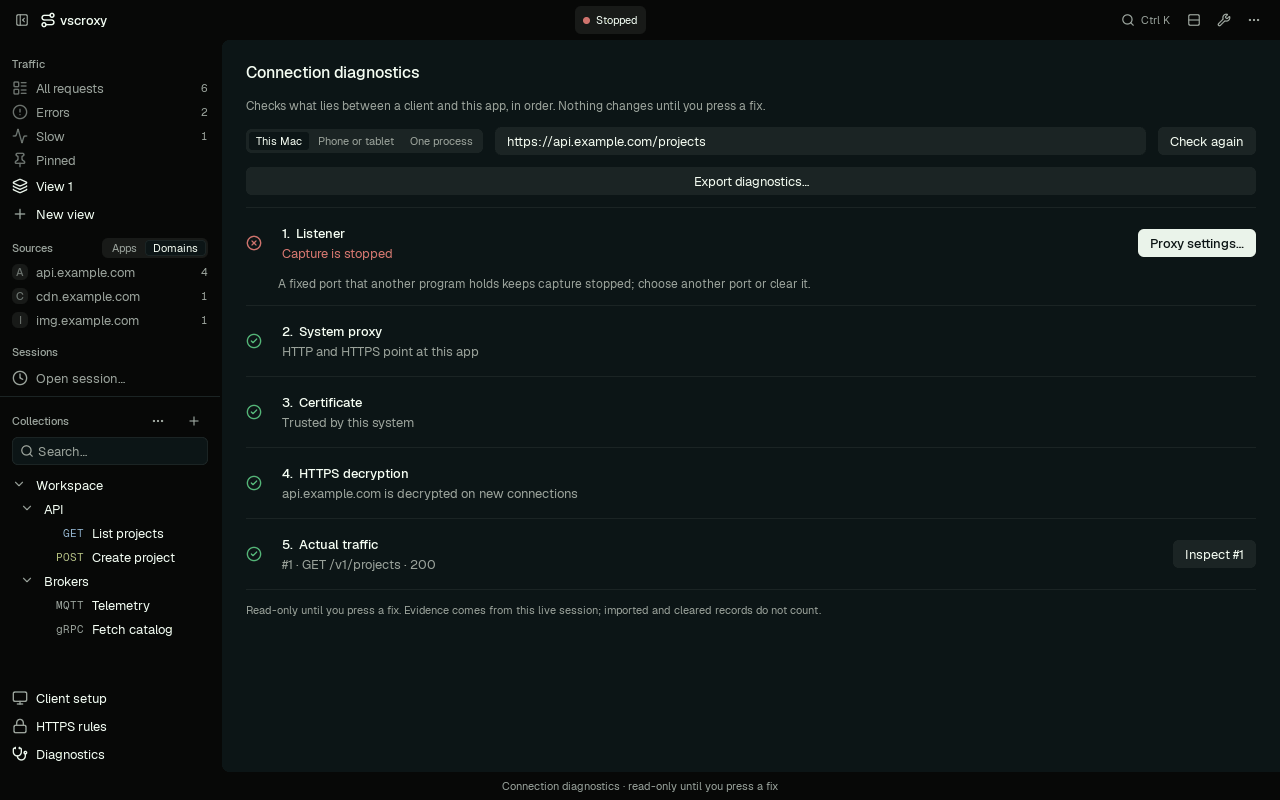 vscroxy
Stopped
Ctrl K
Traffic
All requests 6
Errors 2
Slow 1
Pinned
View 1
New view
Sources Apps Domains
A api.example.com 4
C cdn.example.com 1
I img.example.com 1
Sessions
Open session…
Collections
Search…
Workspace
API
GET List projects
POST Create project
Brokers
MQTT Telemetry
gRPC Fetch catalog
Client setup
HTTPS rules
Diagnostics
Connection diagnostics
Checks what lies between a client and this app, in order. Nothing changes until you press a fix.
This Mac Phone or tablet One process https://api.example.com/projects Check again
Export diagnostics…
1. Listener
Capture is stopped
Proxy settings…
A fixed port that another program holds keeps capture stopped; choose another port or clear it.
2. System proxy
HTTP and HTTPS point at this app
3. Certificate
Trusted by this system
4. HTTPS decryption
api.example.com is decrypted on new connections
5. Actual traffic
#1 · GET /v1/projects · 200
Inspect #1
Read-only until you press a fix. Evidence comes from this live session; imported and cleared records do not count.
Connection diagnostics · read-only until you press a fix